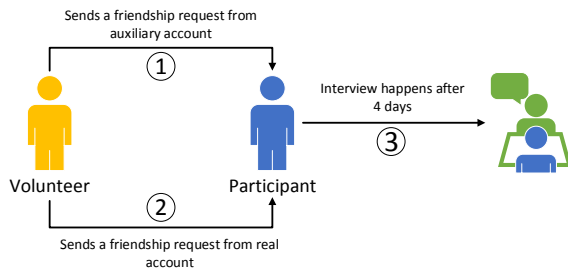 Sends a friendship request from
auxiliary account
1
Interview happens after
4 days
3
Volunteer
Participant
2
Sends a friendship request from real
account